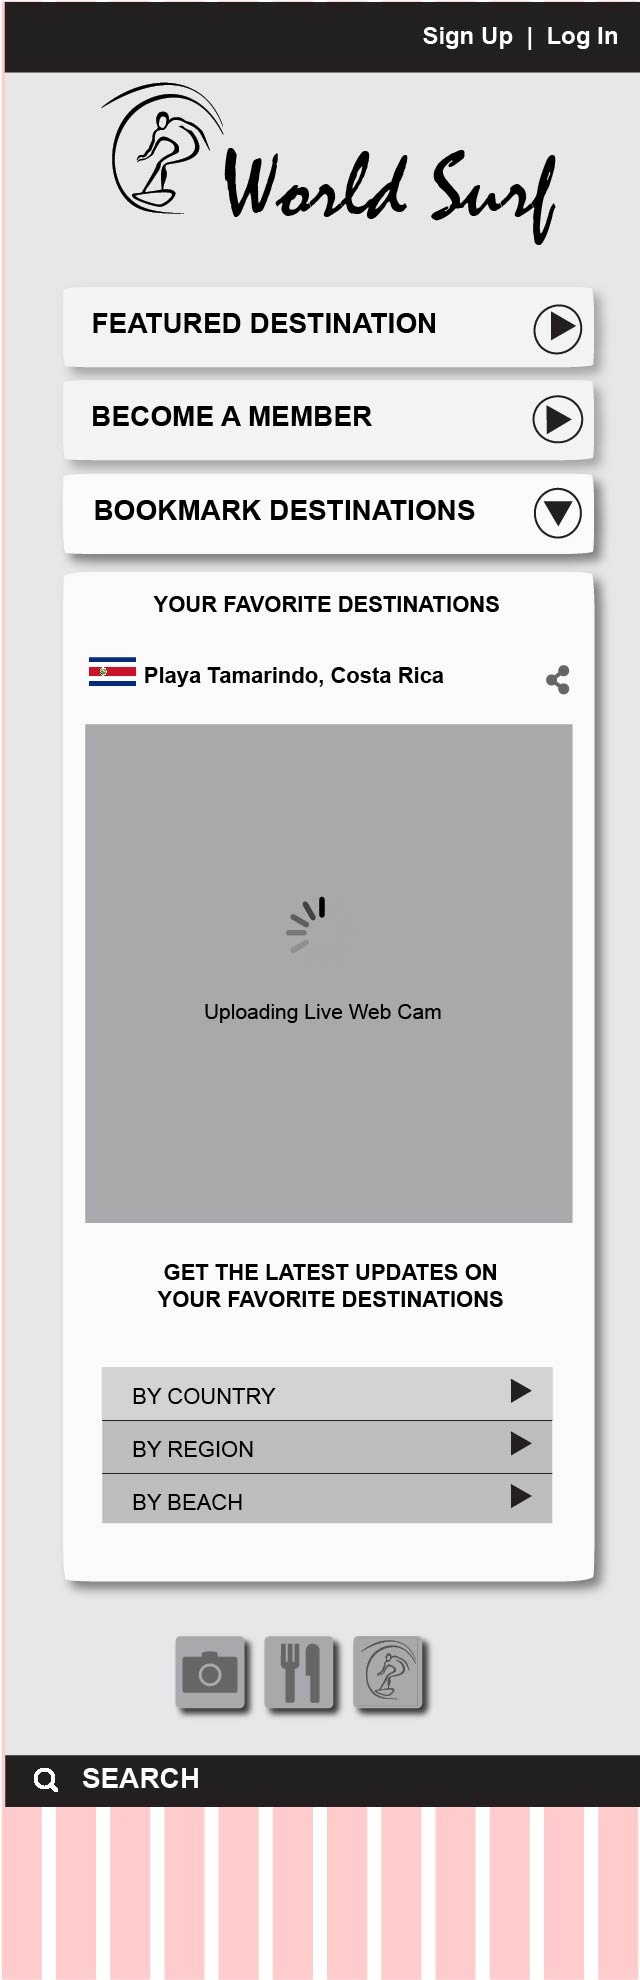 Sign Up | Log In
World Surf
FEATURED DESTINATION
BECOME A MEMBER
BOOKMARK DESTINATIONS
YOUR FAVORITE DESTINATIONS
Playa Tamarindo, Costa Rica
Uploading Live Web Cam
GET THE LATEST UPDATES ON
YOUR FAVORITE DESTINATIONS
BY COUNTRY
BY REGION
BY BEACH
SEARCH